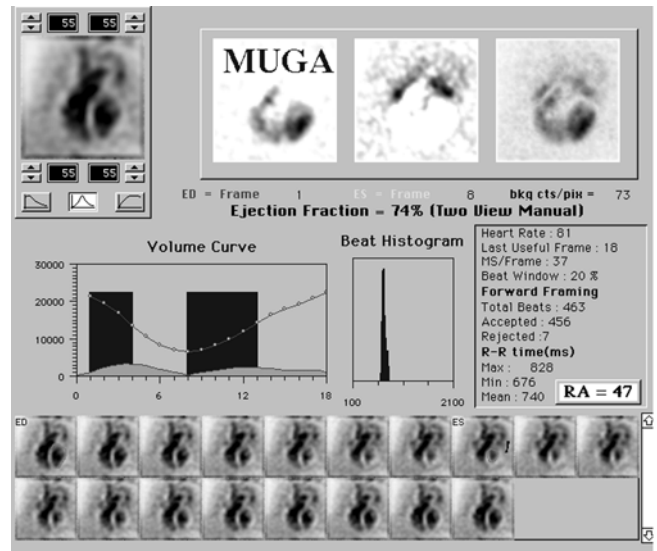 55 55
MUGA
55 55
ED = Frame 1 ES = Frame 8 bkg cts/pix = 73
Ejection Fraction = 74% (Two View Manual)
Volume Curve
30000
20000
10000
0
0 6 12 18
Beat Histogram
100 2100
Heart Rate : 81
Last Useful Frame : 18
MS/Frame : 37
Beat Window : 20 %
Forward Framing
Total Beats : 463
Accepted : 456
Rejected :7
R-R time(ms)
Max : 828
Min : 676
Mean : 740
RA = 47
ED ES